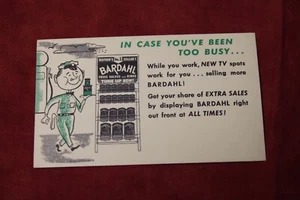 IN CASE YOU'VE BEEN
TOO BUSY...
While you work, NEW TV spots
work for you ... selling more
BARDAHL!
Get your share of EXTRA SALES
by displaying BARDAHL right
out front at ALL TIMES!
BARDAHL